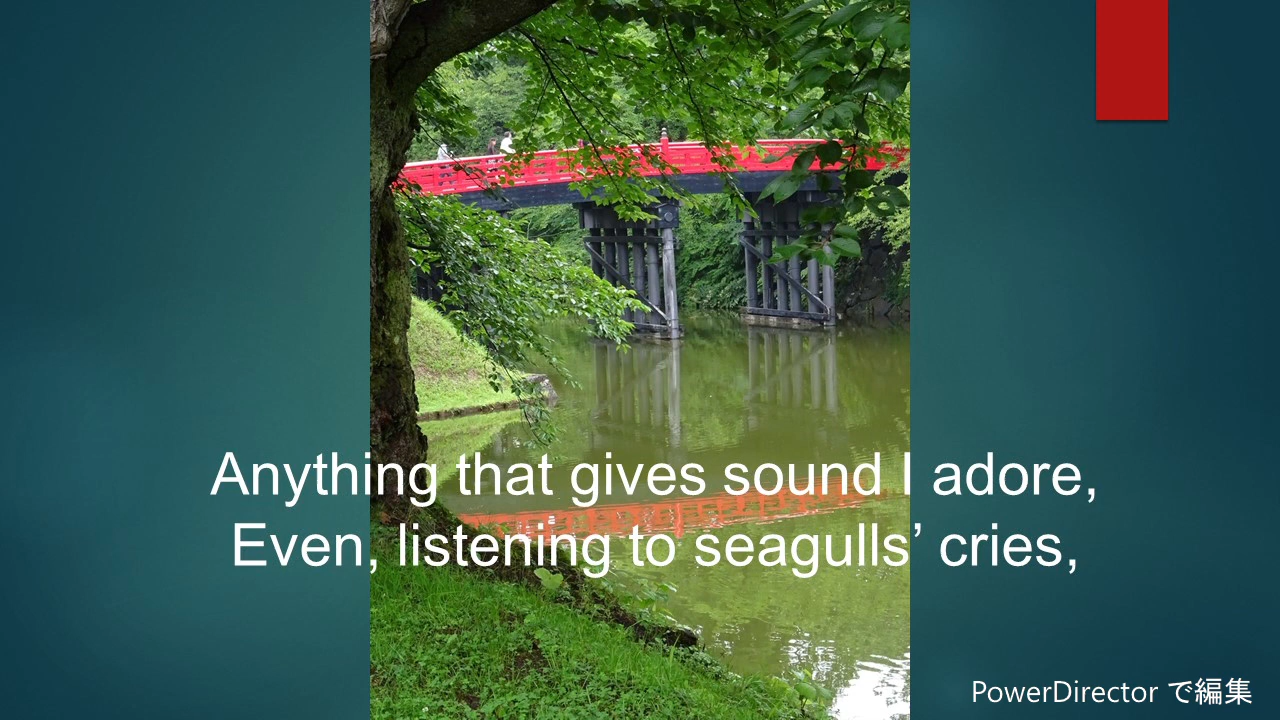 Anything that gives sound I adore,
Even, listening to seagulls’ cries,
PowerDirector で編集